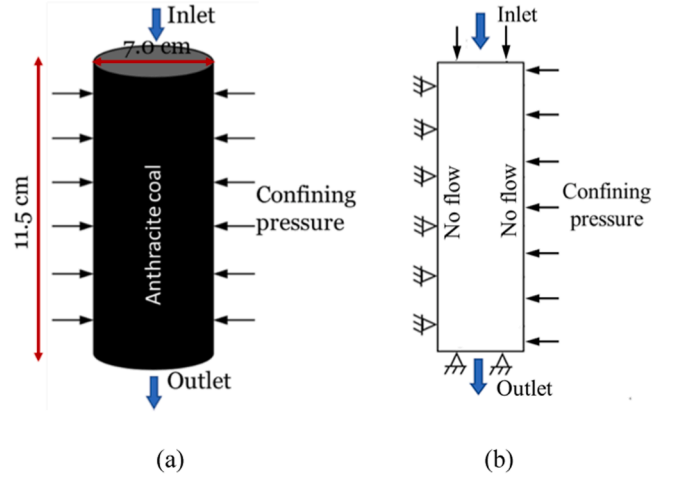 Inlet
7.0 cm
11.5 cm
Anthracite coal
Confining
pressure
Outlet
(a)
Inlet
No flow
No flow
Confining
pressure
Outlet
(b)